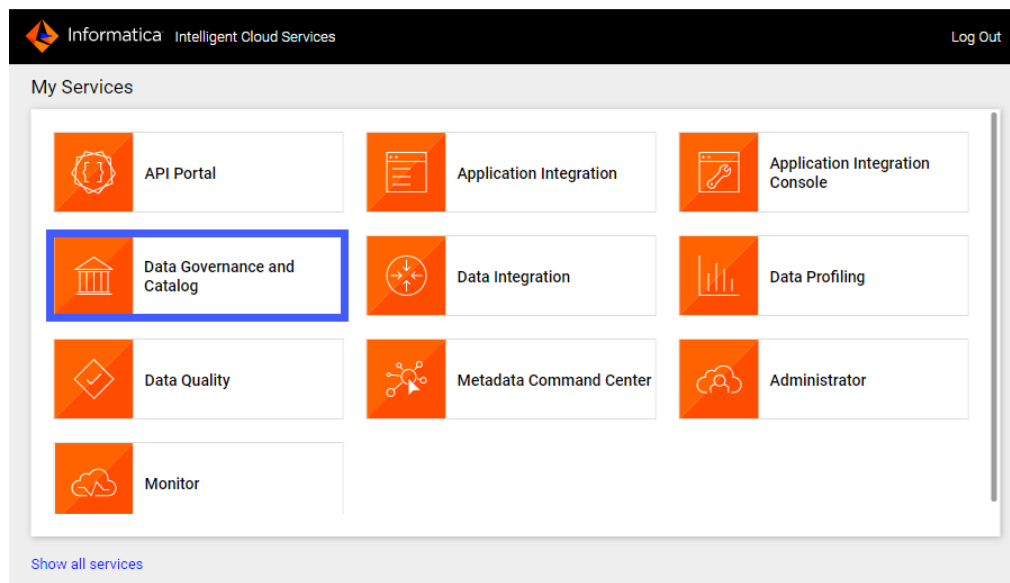 Informatica Intelligent Cloud Services
Log Out
My Services
API Portal
Application Integration
Application Integration
Console
Data Governance and
Catalog
Data Integration
Data Profiling
Data Quality
Metadata Command Center
Administrator
Monitor
Show all services